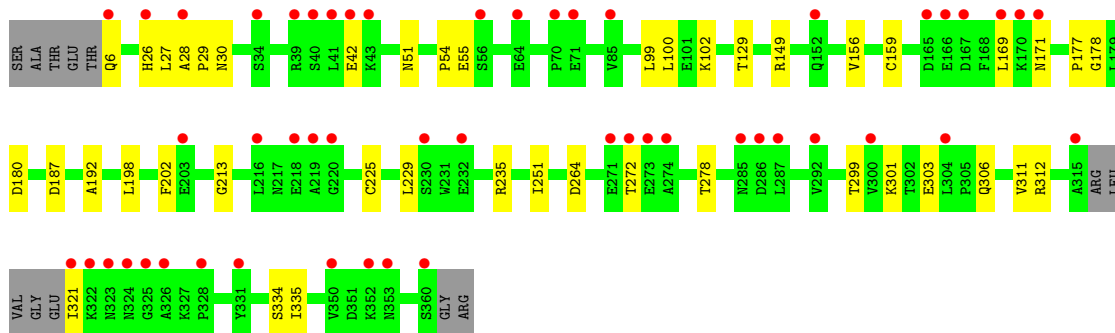 SER ALA THR GLU THR Q6 H26 L27 A28 P29 N30 S34 R39 S40 L41 E42 K43 N51 P54 E55 S56 E64 P70 E71 V85 L99 L100 E101 K102 T129 R149 Q152 V156 C159 D165 E166 D167 F168 L169 K170 N171 P177 G178 L179
D180 D187 A192 L198 F202 E203 G213 L216 N217 E218 A219 G220 C225 L229 S230 W231 E232 R235 I251 D264 E271 T272 E273 A274 T278 N285 D286 L287 V292 T299 V300 K301 T302 E303 L304 P305 Q306 V311 R312 A315 ARG LEU
VAL GLY GLU I321 K322 N323 N324 G325 A326 K327 P328 Y331 S334 I335 V350 D351 K352 N353 S360 GLY ARG